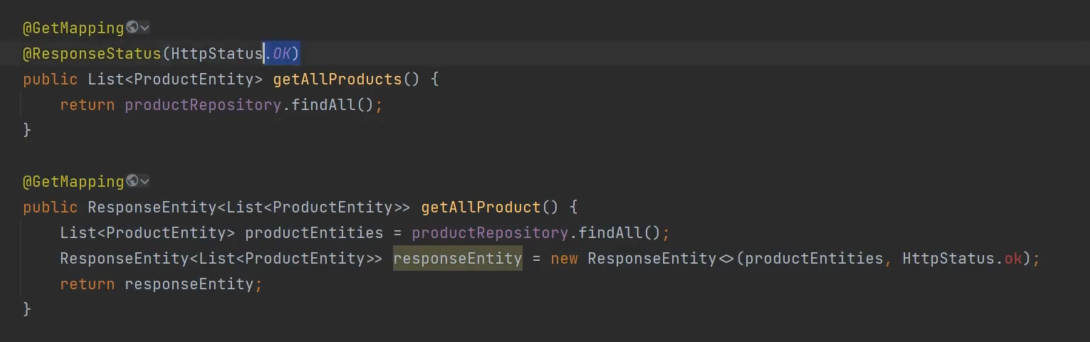 @GetMapping
@ResponseStatus(HttpStatus.OK)
public List<ProductEntity> getAllProducts() {
    return productRepository.findAll();
}
@GetMapping
public ResponseEntity<List<ProductEntity>> getAllProduct() {
    List<ProductEntity> productEntities = productRepository.findAll();
    ResponseEntity<List<ProductEntity>> responseEntity = new ResponseEntity<>(productEntities, HttpStatus.ok);
    return responseEntity;
}